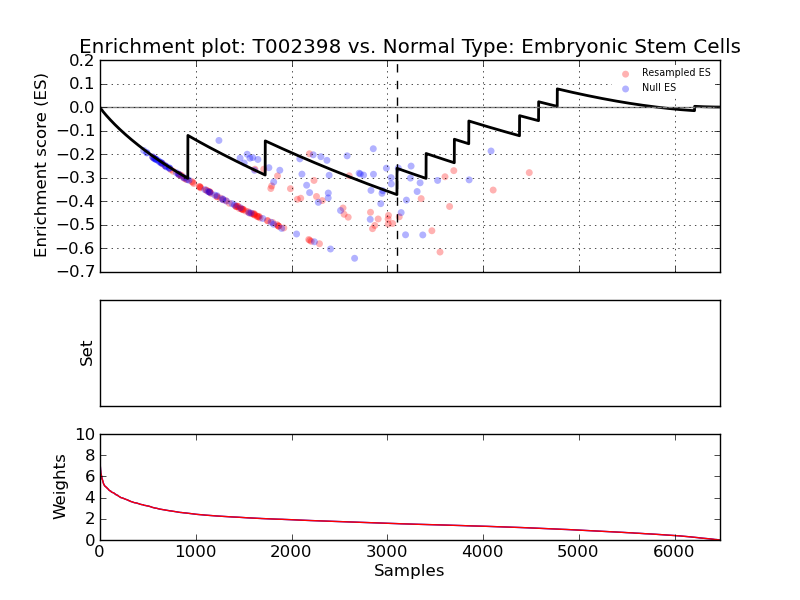 Enrichment plot: T002398 vs. Normal Type: Embryonic Stem Cells
Enrichment score (ES)
0.2
0.1
0.0
−0.1
−0.2
−0.3
−0.4
−0.5
−0.6
−0.7
Resampled ES
Null ES
Set
Weights
10
8
6
4
2
0
0 1000 2000 3000 4000 5000 6000
Samples